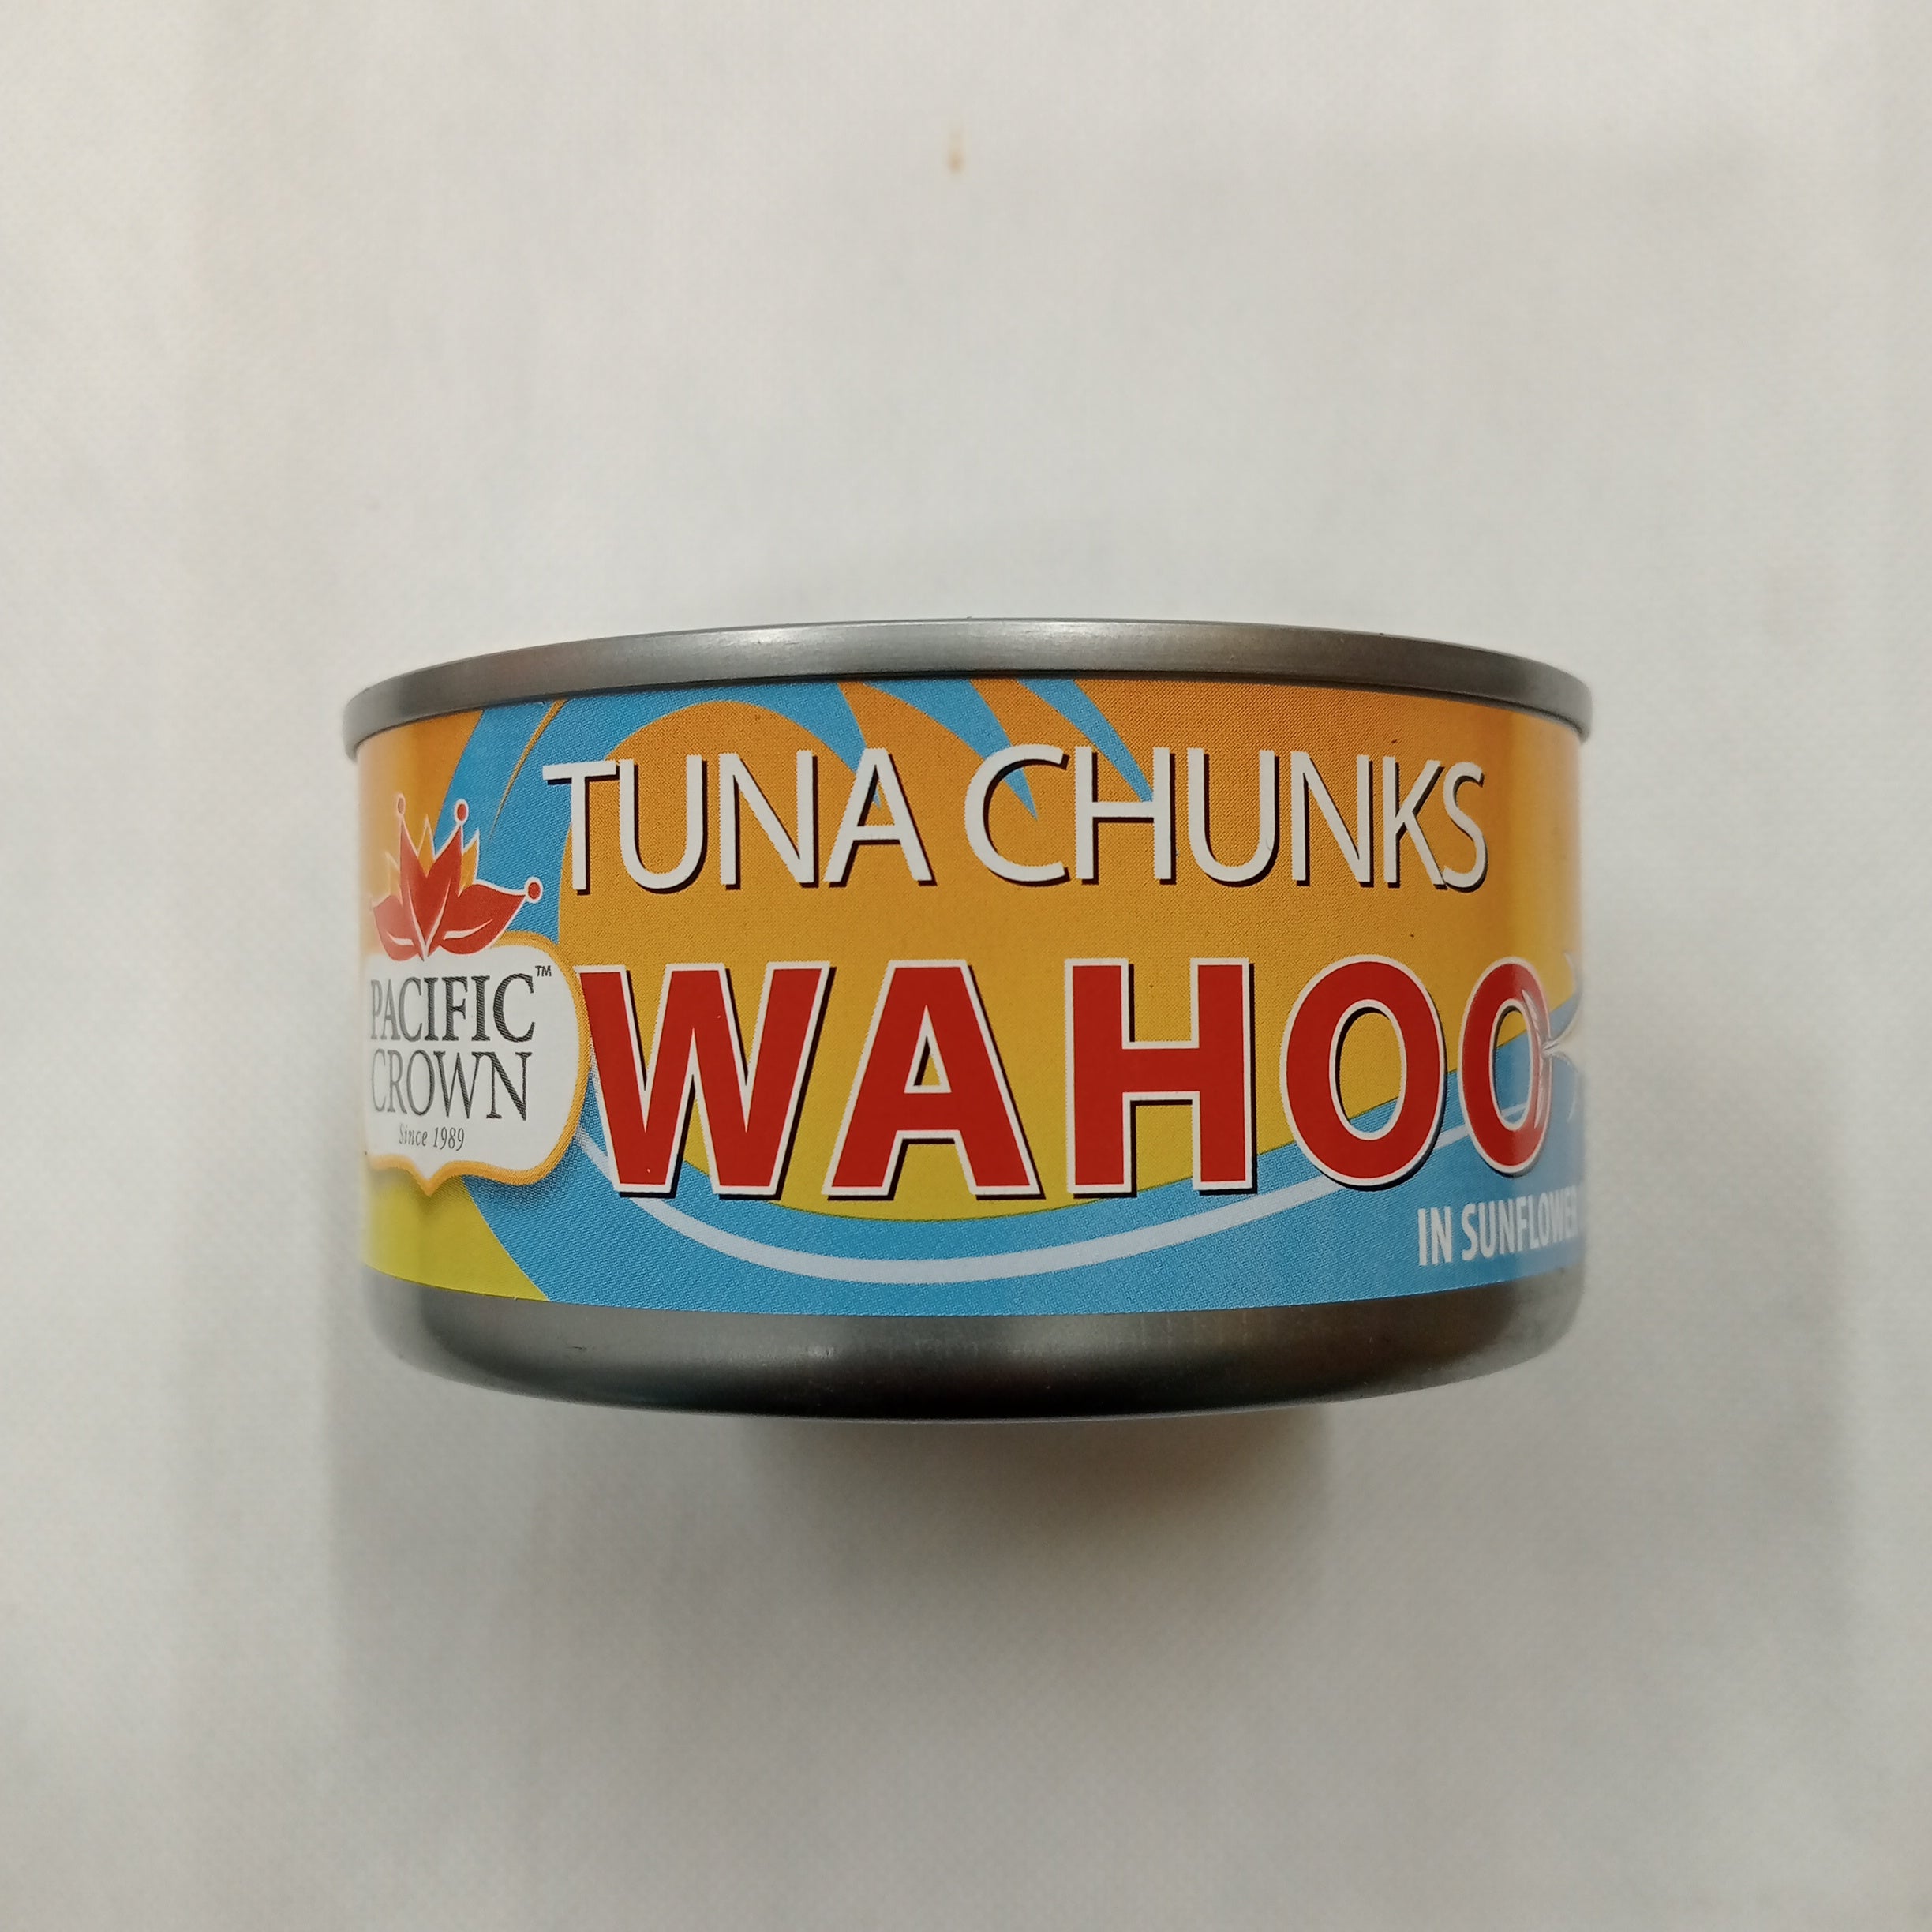 TUNA CHUNKS
WAHOO
PACIFIC™
CROWN
Since 1989
IN SUNFLOWER